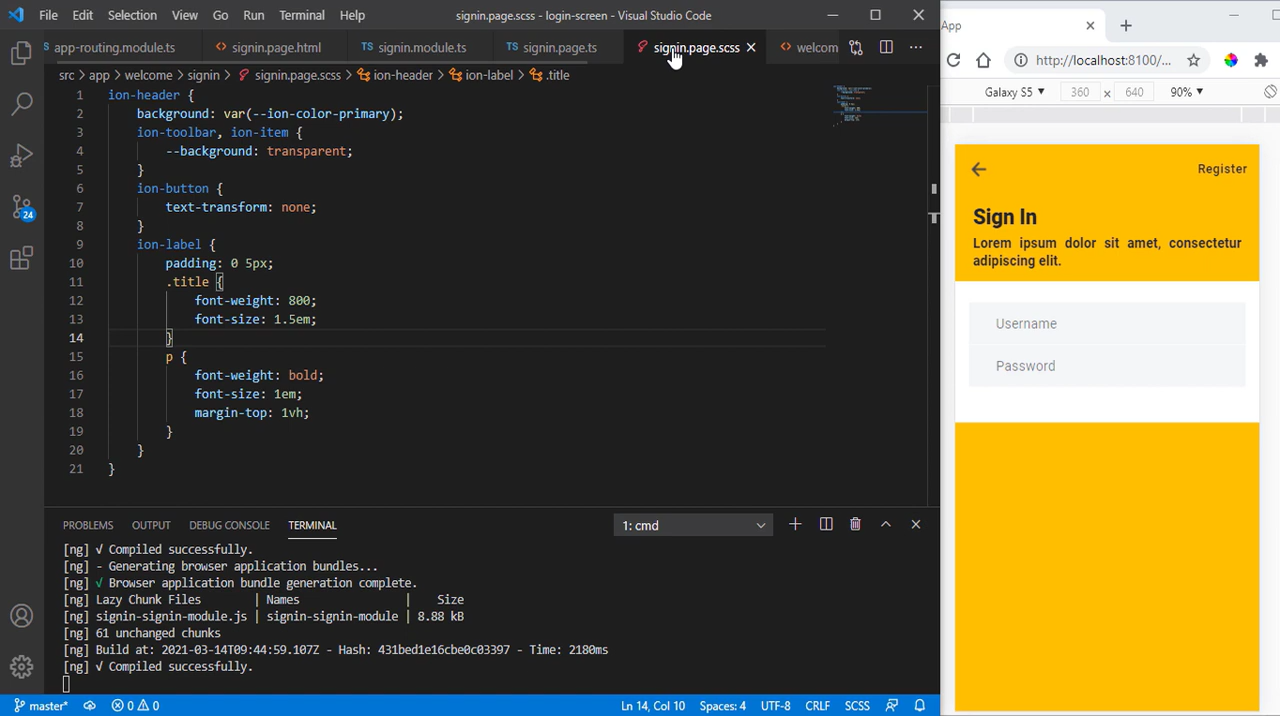 File Edit Selection View Go Run Terminal Help signin.page.scss - login-screen - Visual Studio Code
TS app-routing.module.ts <> signin.page.html TS signin.module.ts TS signin.page.ts signin.page.scss <> welcom
src > app > welcome > signin > signin.page.scss > ion-header > ion-label > .title
1 ion-header {
2 background: var(--ion-color-primary);
3 ion-toolbar, ion-item {
4 --background: transparent;
5 }
6 ion-button {
7 text-transform: none;
8 }
9 ion-label {
10 padding: 0 5px;
11 .title {
12 font-weight: 800;
13 font-size: 1.5em;
14 }
15 p {
16 font-weight: bold;
17 font-size: 1em;
18 margin-top: 1vh;
19 }
20 }
21 }
24
PROBLEMS OUTPUT DEBUG CONSOLE TERMINAL 1: cmd
[ng] √ Compiled successfully.
[ng] - Generating browser application bundles...
[ng] √ Browser application bundle generation complete.
[ng] Lazy Chunk Files | Names | Size
[ng] signin-signin-module.js | signin-signin-module | 8.88 kB
[ng] 61 unchanged chunks
[ng] Build at: 2021-03-14T09:44:59.107Z - Hash: 431bed1e16cbe0c03397 - Time: 2180ms
[ng] √ Compiled successfully.
master* 0 0 Ln 14, Col 10 Spaces: 4 UTF-8 CRLF SCSS
App
http://localhost:8100/...
Galaxy S5 360 x 640 90%
Register
Sign In
Lorem ipsum dolor sit amet, consectetur
adipiscing elit.
Username
Password